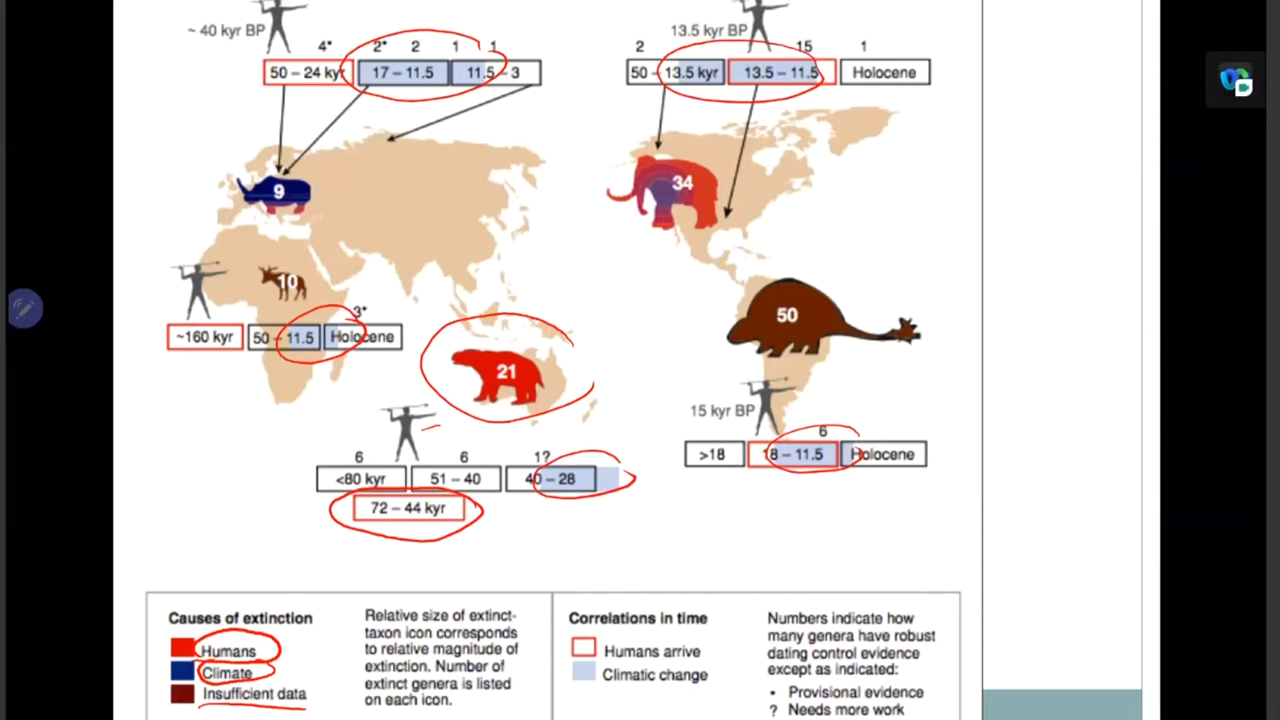 ~ 40 kyr BP
4* 2* 2 1 1
50 – 24 kyr 17 – 11.5 11.5 – 3
13.5 kyr BP
2 15 1
50 – 13.5 kyr 13.5 – 11.5 Holocene
9
34
10
3*
~160 kyr 50 – 11.5 Holocene
21
50
15 kyr BP
6
>18 18 – 11.5 Holocene
6 6 1?
<80 kyr 51 – 40 40 – 28
72 – 44 kyr
Causes of extinction
Humans
Climate
Insufficient data
Relative size of extinct-
taxon icon corresponds
to relative magnitude of
extinction. Number of
extinct genera is listed
on each icon.
Correlations in time
Humans arrive
Climatic change
Numbers indicate how
many genera have robust
dating control evidence
except as indicated:
• Provisional evidence
? Needs more work